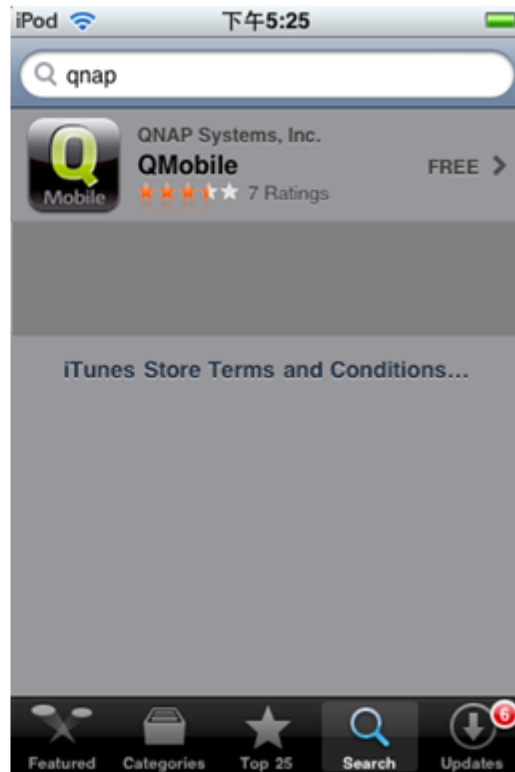 iPod 下午5:25
qnap
QNAP Systems, Inc.
Q Mobile
QMobile
FREE
7 Ratings
iTunes Store Terms and Conditions...
6
Featured Categories Top 25 Search Updates